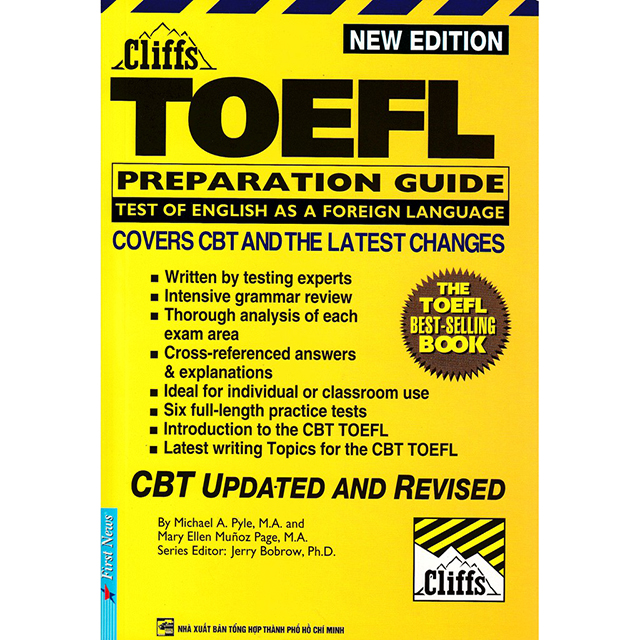 NEW EDITION
Cliffs
TOEFL
PREPARATION GUIDE
TEST OF ENGLISH AS A FOREIGN LANGUAGE
COVERS CBT AND THE LATEST CHANGES
■ Written by testing experts
■ Intensive grammar review
■ Thorough analysis of each
exam area
■ Cross-referenced answers
& explanations
■ Ideal for individual or classroom use
■ Six full-length practice tests
■ Introduction to the CBT TOEFL
■ Latest writing Topics for the CBT TOEFL
THE
TOEFL
BEST-SELLING
BOOK
CBT UPDATED AND REVISED
By Michael A. Pyle, M.A. and
Mary Ellen Muñoz Page, M.A.
Series Editor: Jerry Bobrow, Ph.D.
First News
Cliffs
NHÀ XUẤT BẢN TỔNG HỢP THÀNH PHỐ HỒ CHÍ MINH